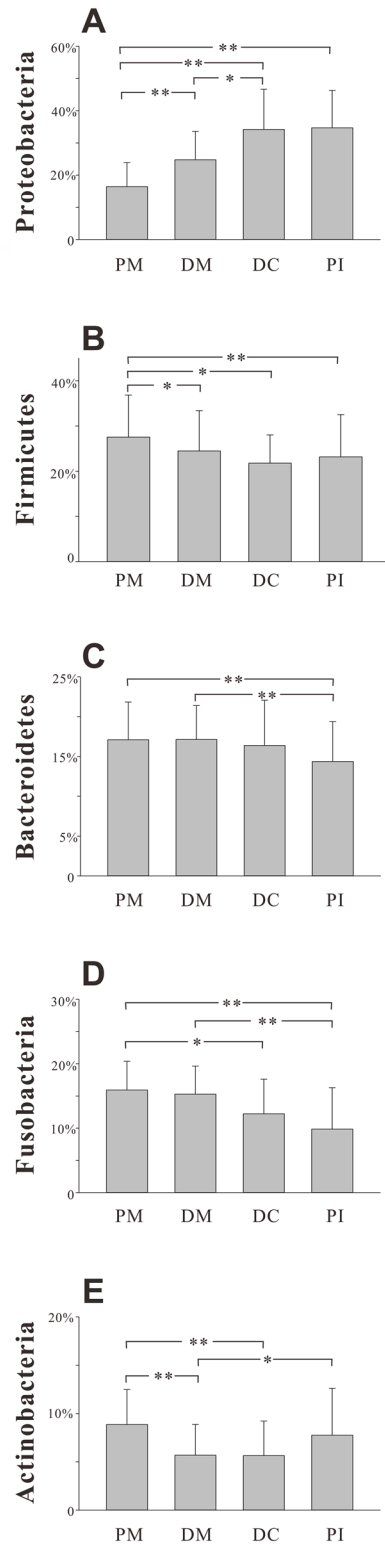 A
Proteobacteria
60%
**
**
*
**
40%
20%
0
PM DM DC PI
B
Firmicutes
**
40%
*
*
20%
0
PM DM DC PI
C
Bacteroidetes
25%
**
**
15%
5%
0
PM DM DC PI
D
Fusobacteria
30%
**
**
*
20%
10%
0
PM DM DC PI
E
Actinobacteria
20%
**
*
**
10%
0
PM DM DC PI